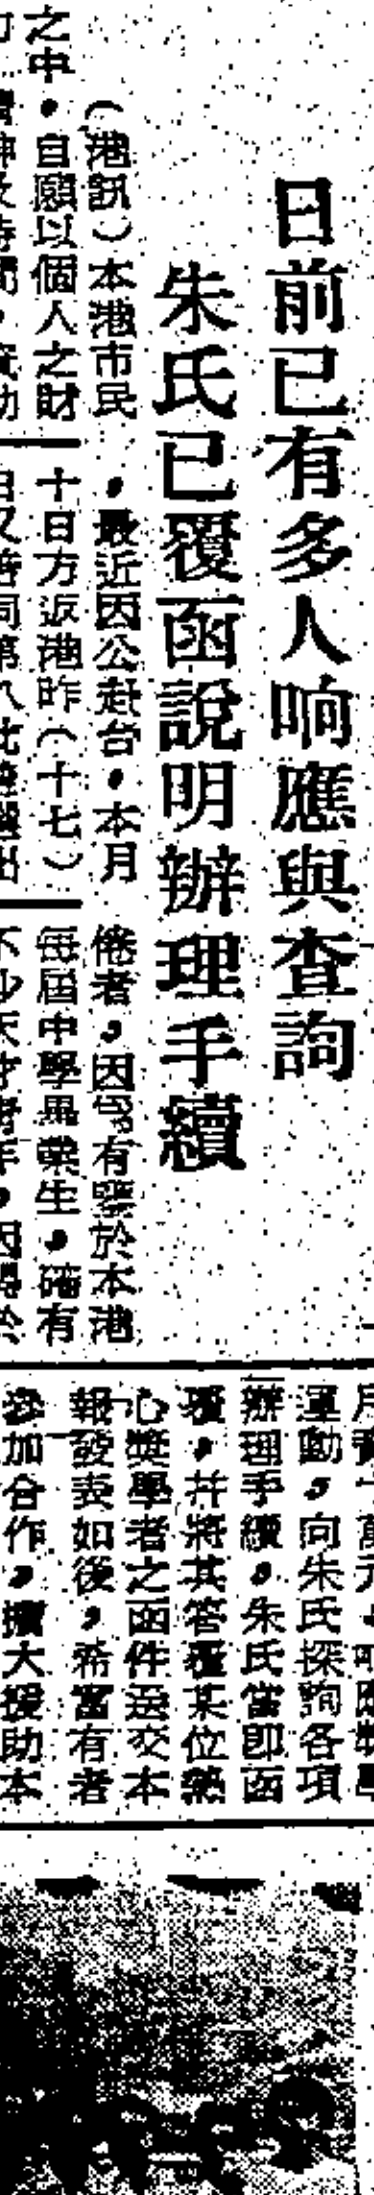 日前已有多人响應與查詢
朱氏已覆函說明辦理手續
（港訊）本港市民
之中，自願以個人之財
，最近因公赴台，本月
十日方返港昨（十七）
倦者，因 有鑒於本港
每屆中學畢業生，確有
運動，向朱氏探詢各項
辦理手續，朱氏當即函
覆，并將其答覆某位熱
心獎學者之函件送交本
報發表如後，希富有者
參加合作，擴大援助本